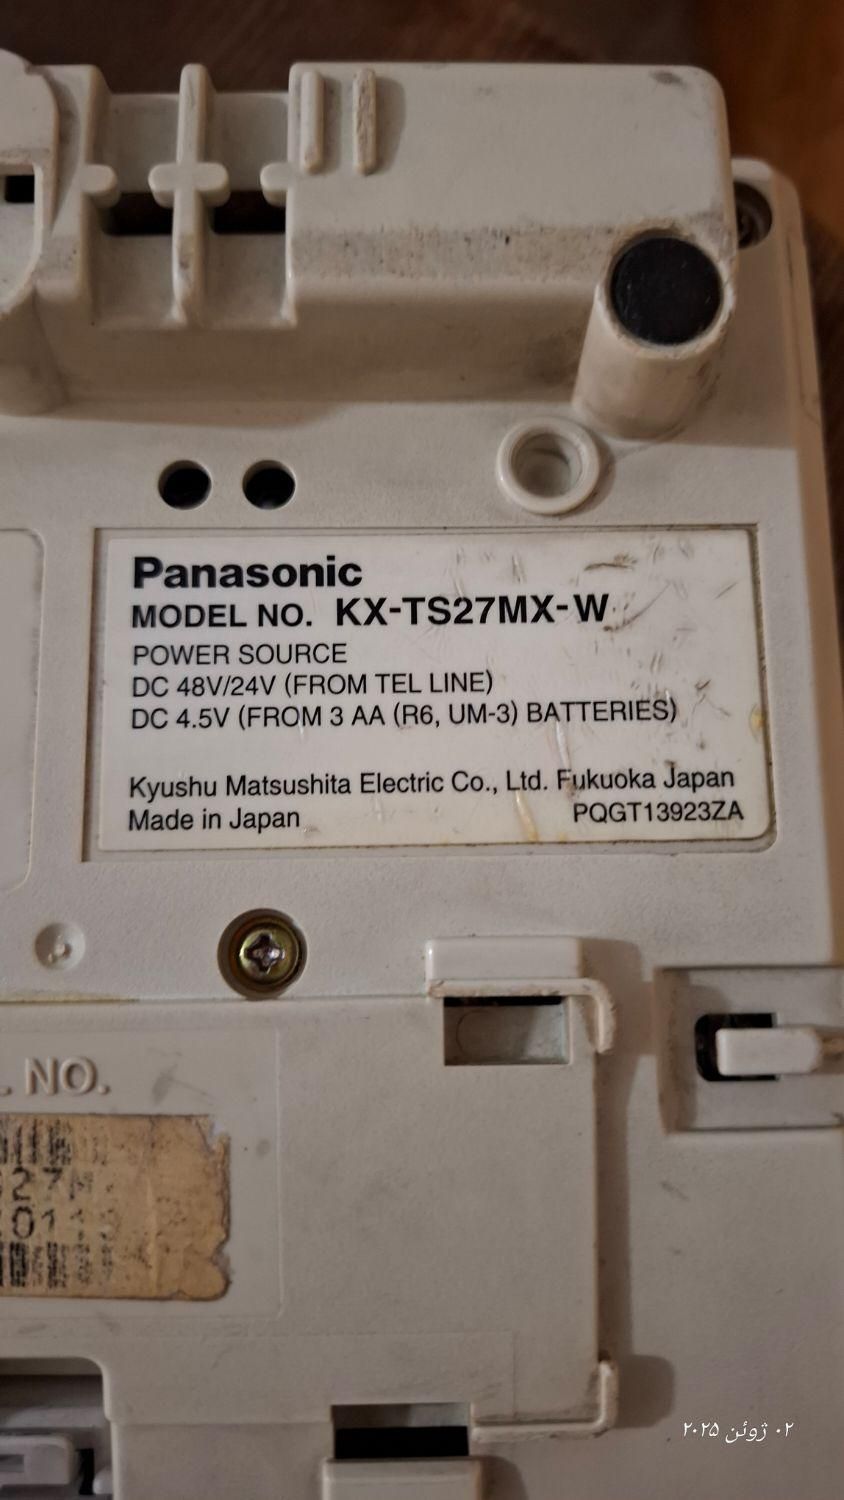 Panasonic
MODEL NO. KX-TS27MX-W
POWER SOURCE
DC 48V/24V (FROM TEL LINE)
DC 4.5V (FROM 3 AA (R6, UM-3) BATTERIES)
Kyushu Matsushita Electric Co., Ltd. Fukuoka Japan
Made in Japan PQGT13923ZA
NO.
۰۲ ژوئن ۲۰۲۵